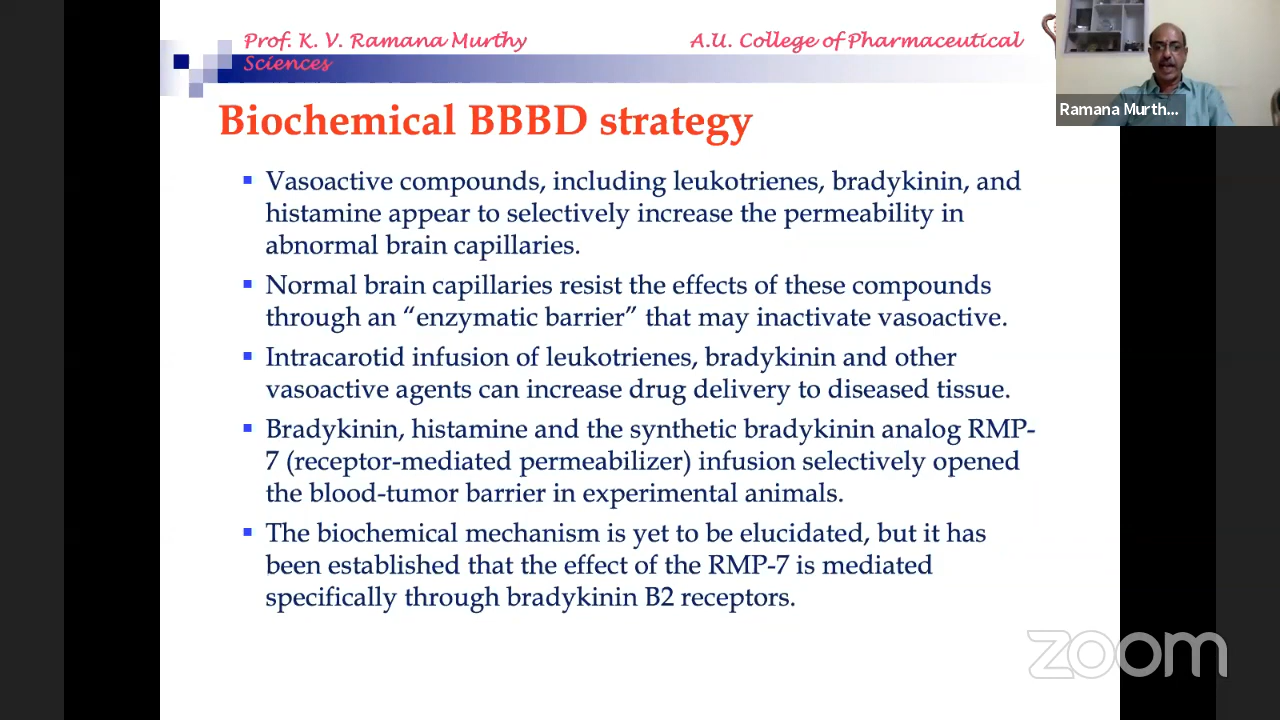 Prof. K. V. Ramana Murthy A.U. College of Pharmaceutical
Sciences
Ramana Murth...
Biochemical BBBD strategy
Vasoactive compounds, including leukotrienes, bradykinin, and
histamine appear to selectively increase the permeability in
abnormal brain capillaries.
Normal brain capillaries resist the effects of these compounds
through an “enzymatic barrier” that may inactivate vasoactive.
Intracarotid infusion of leukotrienes, bradykinin and other
vasoactive agents can increase drug delivery to diseased tissue.
Bradykinin, histamine and the synthetic bradykinin analog RMP-
7 (receptor-mediated permeabilizer) infusion selectively opened
the blood-tumor barrier in experimental animals.
The biochemical mechanism is yet to be elucidated, but it has
been established that the effect of the RMP-7 is mediated
specifically through bradykinin B2 receptors.
zoom